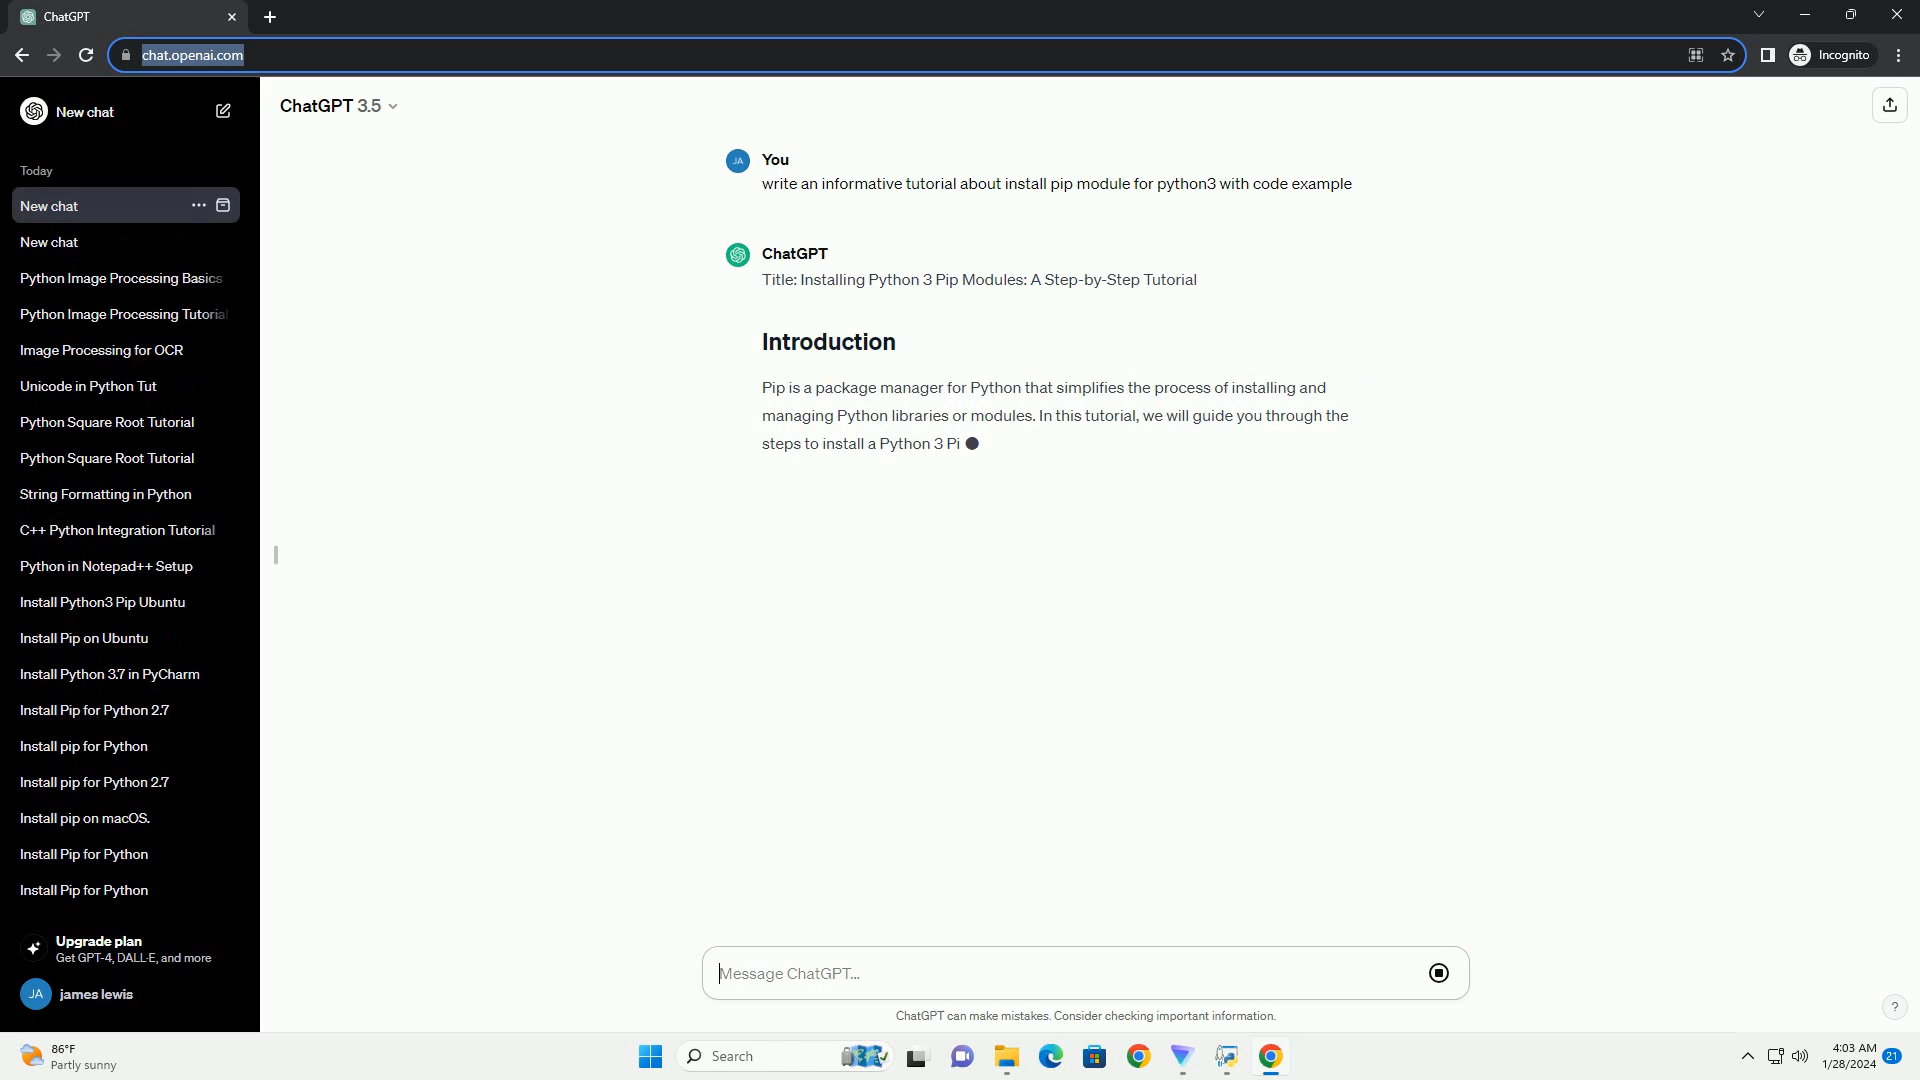 ChatGPT
chat.openai.com
Incognito
New chat
Today
New chat
New chat
Python Image Processing Basics
Python Image Processing Tutorial
Image Processing for OCR
Unicode in Python Tut
Python Square Root Tutorial
Python Square Root Tutorial
String Formatting in Python
C++ Python Integration Tutorial
Python in Notepad++ Setup
Install Python3 Pip Ubuntu
Install Pip on Ubuntu
Install Python 3.7 in PyCharm
Install Pip for Python 2.7
Install pip for Python
Install pip for Python 2.7
Install pip on macOS.
Install Pip for Python
Install Pip for Python
Upgrade plan
Get GPT-4, DALL·E, and more
JA james lewis
ChatGPT 3.5
JA You
write an informative tutorial about install pip module for python3 with code example
ChatGPT
Title: Installing Python 3 Pip Modules: A Step-by-Step Tutorial
Introduction
Pip is a package manager for Python that simplifies the process of installing and
managing Python libraries or modules. In this tutorial, we will guide you through the
steps to install a Python 3 Pi
Message ChatGPT...
ChatGPT can make mistakes. Consider checking important information.
?
86°F
Partly sunny
Search
4:03 AM
1/28/2024
21